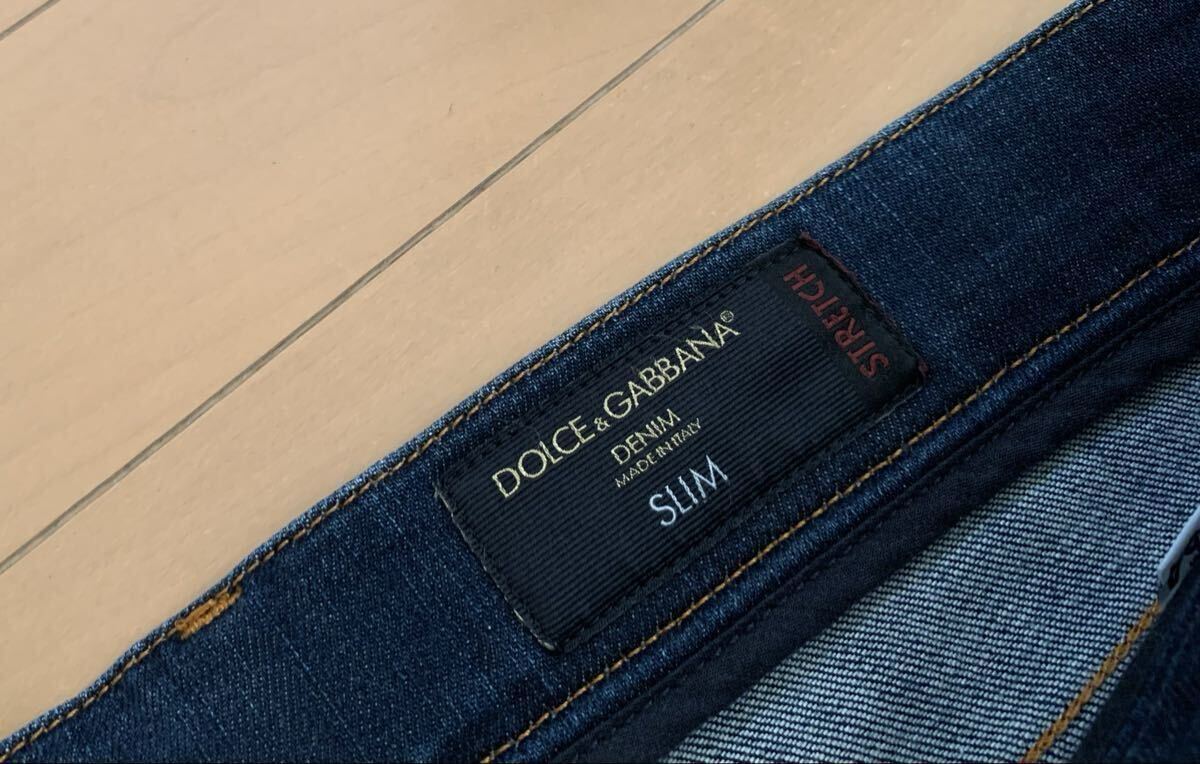 DOLCE & GABBANA®
DENIM
MADE IN ITALY
SLIM
STRETCH